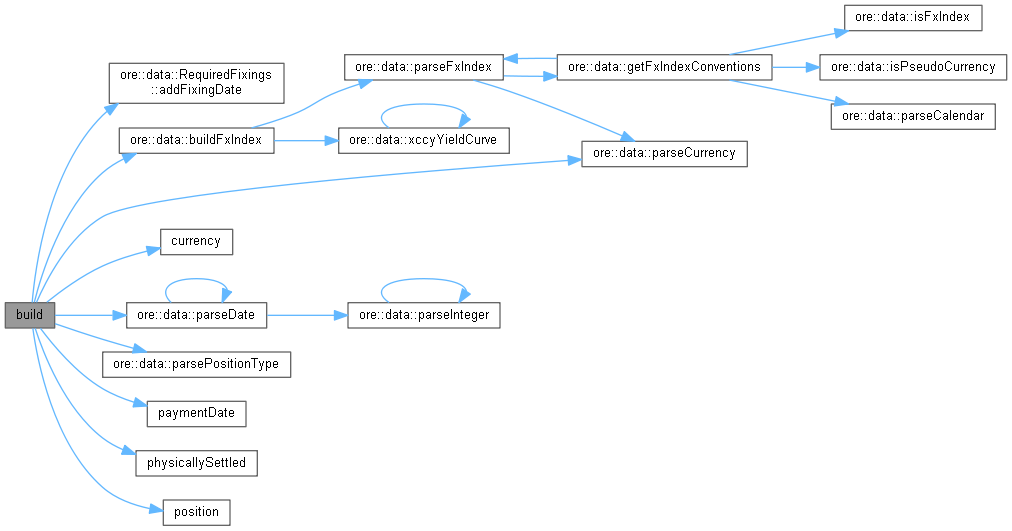 build
ore::data::RequiredFixings
::addFixingDate
ore::data::buildFxIndex
currency
ore::data::parseDate
ore::data::parsePositionType
paymentDate
physicallySettled
position
ore::data::parseFxIndex
ore::data::xccyYieldCurve
ore::data::parseInteger
ore::data::getFxIndexConventions
ore::data::parseCurrency
ore::data::isFxIndex
ore::data::isPseudoCurrency
ore::data::parseCalendar